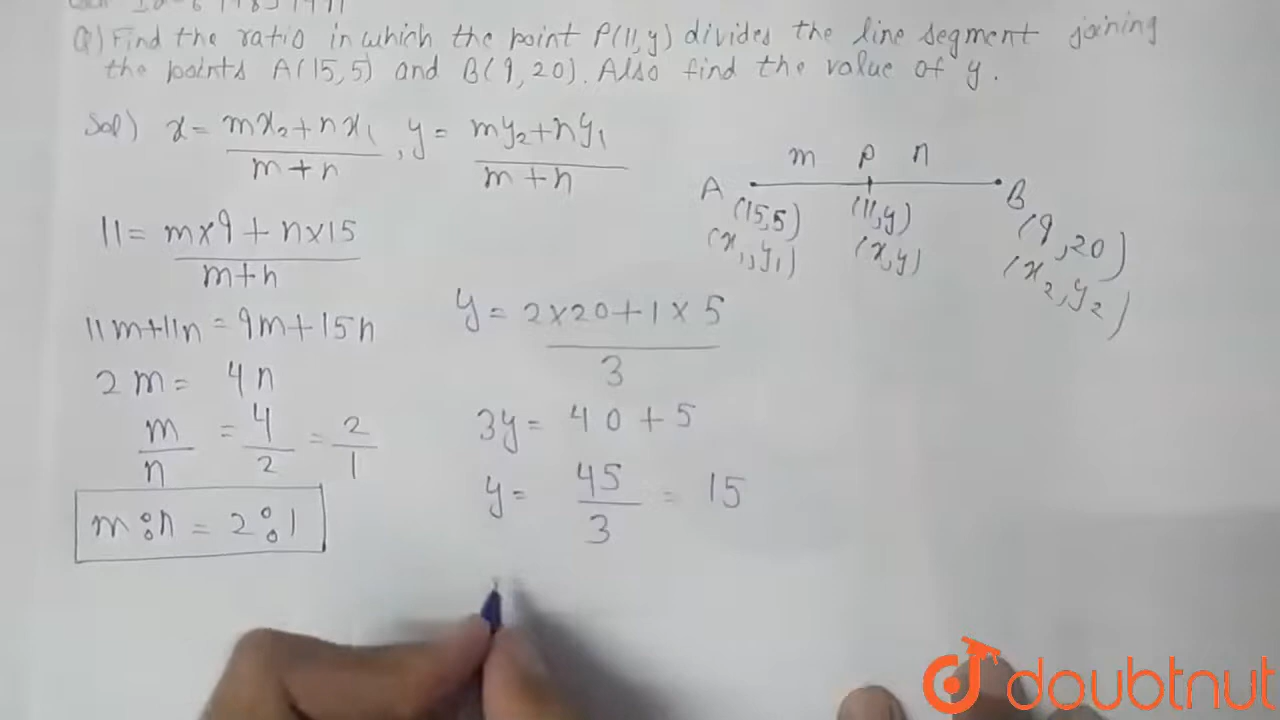 Q) Find the ratio in which the point P(11,y) divides the line segment joining
the points A(15,5) and B(9,20). Also find the value of y.
Sol) x = mx₂+nx₁ / m+n , y = my₂+ny₁ / m+n
m P n
A B
(15,5) (11,y) (9,20)
(x₁,y₁) (x,y) (x₂,y₂)
11 = m×9+n×15 / m+n
11m+11n = 9m+15n
2m = 4n
m/n = 4/2 = 2/1
m:n = 2:1
y = 2×20+1×5 / 3
3y = 40+5
y = 45/3 = 15
doubtnut